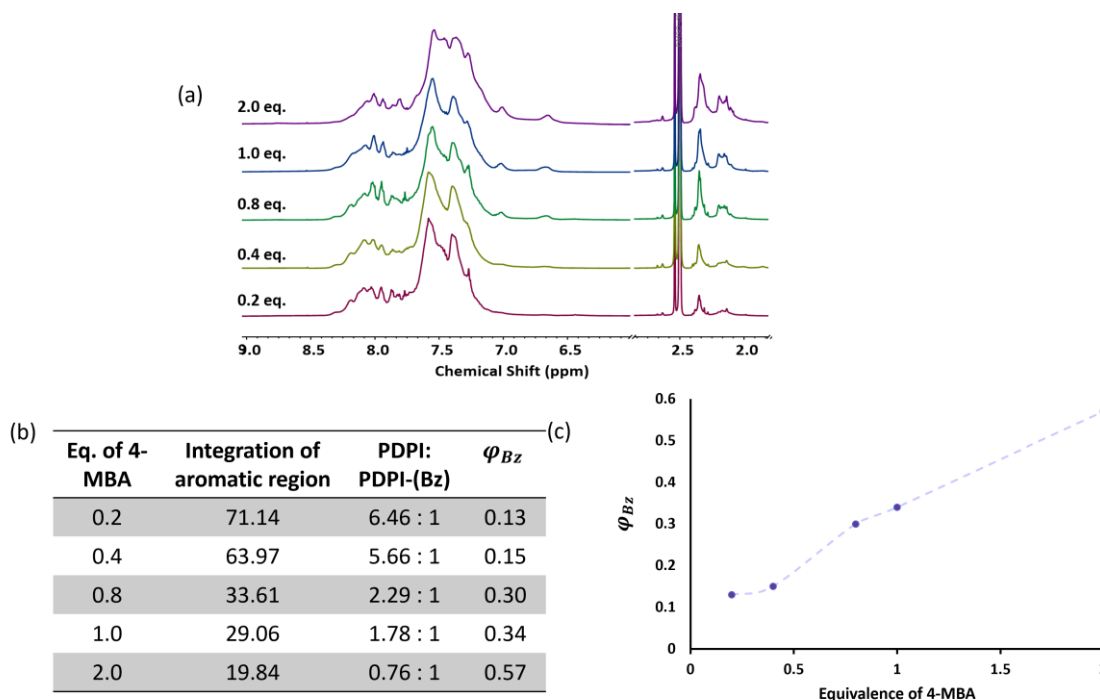 (a)
2.0 eq.
1.0 eq.
0.8 eq.
0.4 eq.
0.2 eq.
9.0 8.5 8.0 7.5 7.0 6.5 2.5 2.0
Chemical Shift (ppm)
(b)
Eq. of 4-MBA Integration of aromatic region PDPI: PDPI-(Bz) φBz
0.2 71.14 6.46 : 1 0.13
0.4 63.97 5.66 : 1 0.15
0.8 33.61 2.29 : 1 0.30
1.0 29.06 1.78 : 1 0.34
2.0 19.84 0.76 : 1 0.57
(c)
φBz
0.6
0.5
0.4
0.3
0.2
0.1
0
0 0.5 1 1.5
Equivalence of 4-MBA